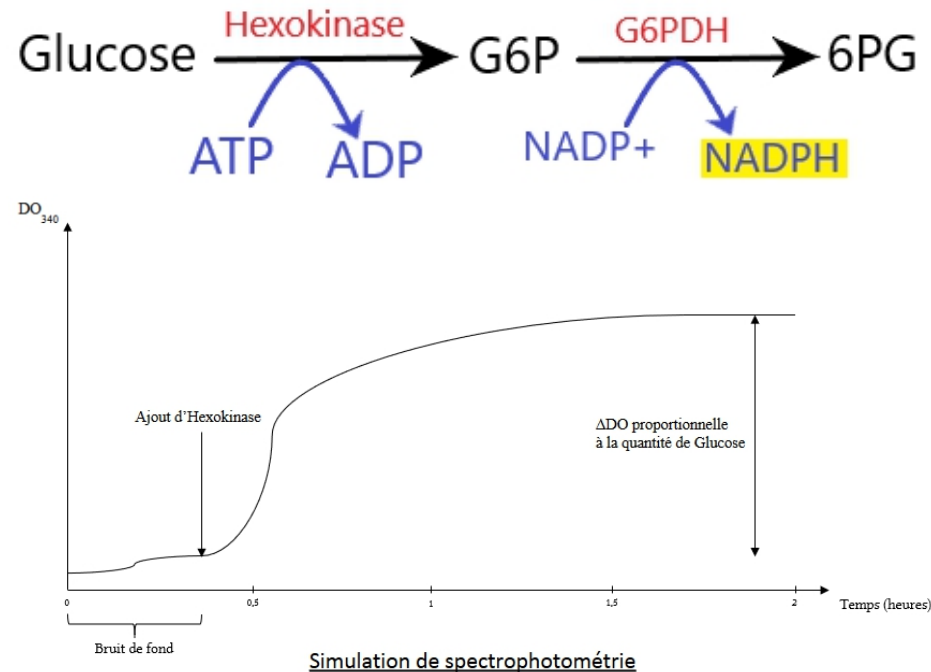 Hexokinase G6PDH
Glucose G6P 6PG
ATP ADP NADP+ NADPH
DO340
Ajout d'Hexokinase
ΔDO proportionnelle
à la quantité de Glucose
0 0,5 1 1,5 2 Temps (heures)
Bruit de fond
Simulation de spectrophotométrie